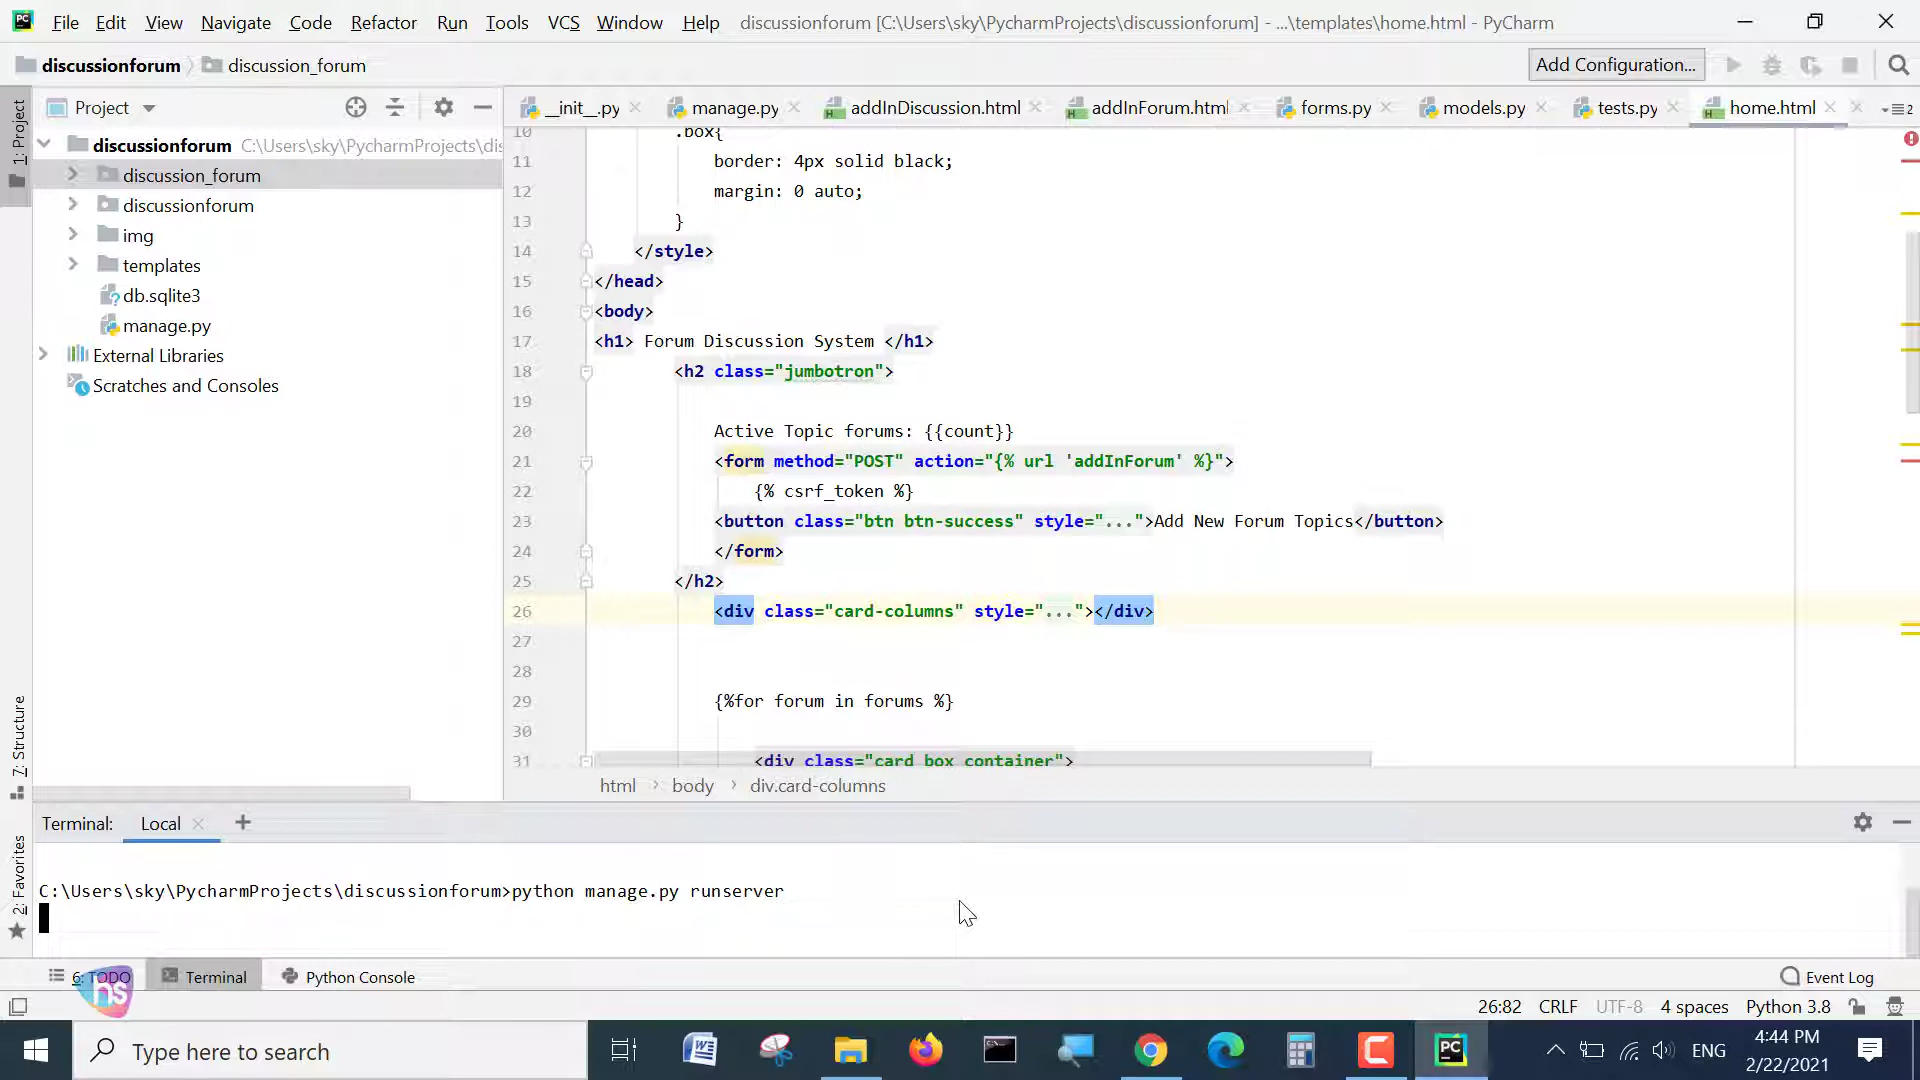 File Edit View Navigate Code Refactor Run Tools VCS Window Help discussionforum [C:\Users\sky\PycharmProjects\discussionforum] - ...\templates\home.html - PyCharm
discussionforum discussion_forum Add Configuration...
1: Project
Project
__init__.py manage.py addInDiscussion.html addInForum.html forms.py models.py tests.py home.html 2
discussionforum C:\Users\sky\PycharmProjects\dis
discussion_forum
discussionforum
img
templates
db.sqlite3
manage.py
External Libraries
Scratches and Consoles
10 .box{
11 border: 4px solid black;
12 margin: 0 auto;
13 }
14 </style>
15 </head>
16 <body>
17 <h1> Forum Discussion System </h1>
18 <h2 class="jumbotron">
19
20 Active Topic forums: {{count}}
21 <form method="POST" action="{% url 'addInForum' %}">
22 {% csrf_token %}
23 <button class="btn btn-success" style="...">Add New Forum Topics</button>
24 </form>
25 </h2>
26 <div class="card-columns" style="..."></div>
27
28
29 {%for forum in forums %}
30
31 <div class="card box container">
html body div.card-columns
7: Structure
2: Favorites
Terminal: Local
C:\Users\sky\PycharmProjects\discussionforum>python manage.py runserver
6: TODO Terminal Python Console Event Log
ns
26:82 CRLF UTF-8 4 spaces Python 3.8
Type here to search
ENG
4:44 PM
2/22/2021